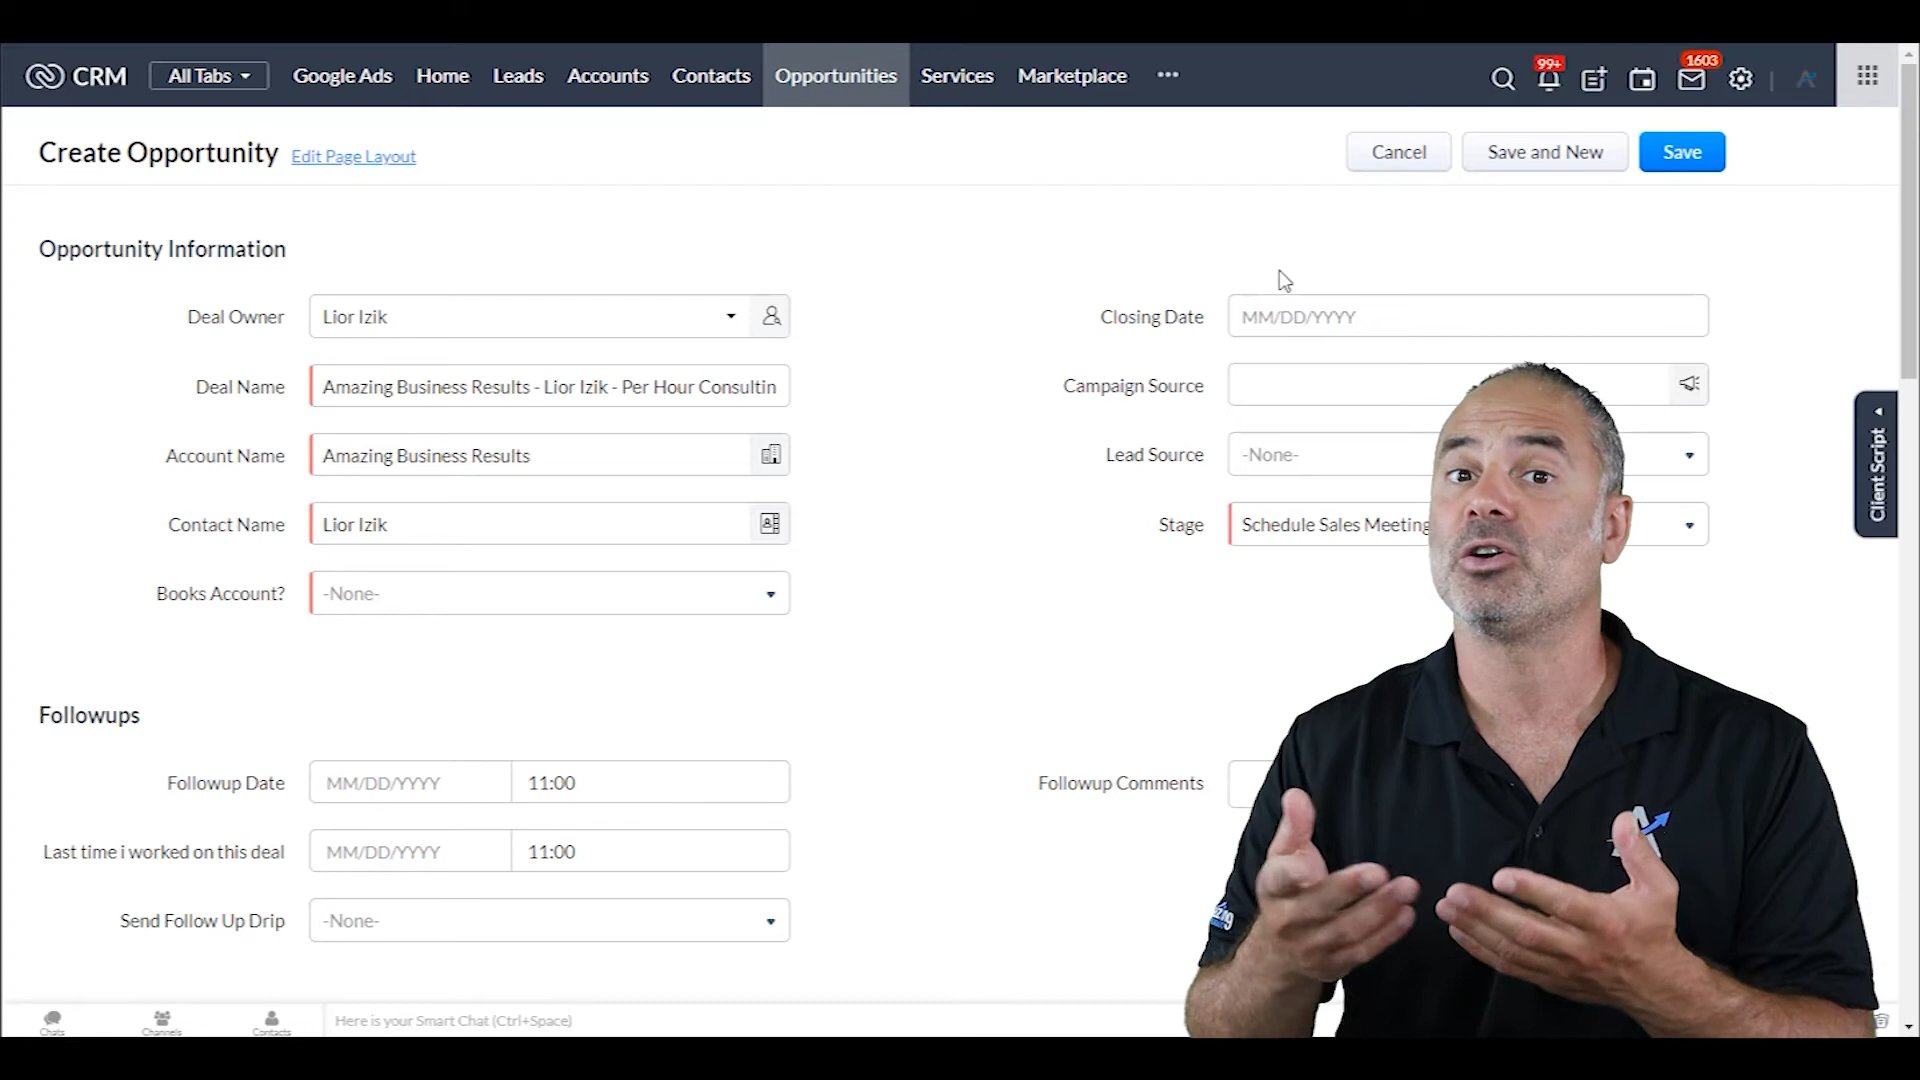 CRM
All Tabs
Google Ads
Home
Leads
Accounts
Contacts
Opportunities
Services
Marketplace
99+
1603
Create Opportunity
Edit Page Layout
Cancel
Save and New
Save
Opportunity Information
Deal Owner
Lior Izik
Closing Date
MM/DD/YYYY
Deal Name
Amazing Business Results - Lior Izik - Per Hour Consultin
Campaign Source
Account Name
Amazing Business Results
Lead Source
-None-
Contact Name
Lior Izik
Stage
Schedule Sales Meeting
Books Account?
-None-
Client Script
Followups
Followup Date
MM/DD/YYYY
11:00
Followup Comments
Last time i worked on this deal
MM/DD/YYYY
11:00
Send Follow Up Drip
-None-
Chats
Channels
Contacts
Here is your Smart Chat (Ctrl+Space)